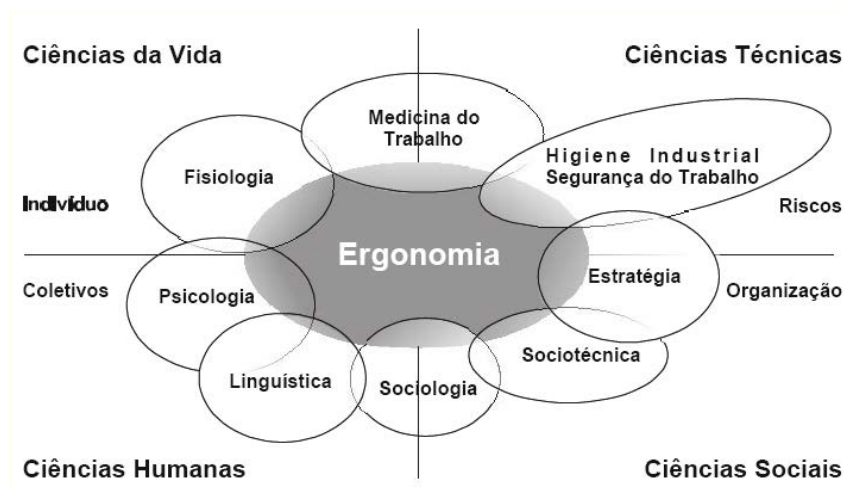 Ciências da Vida
Ciências Técnicas
Medicina do
Trabalho
Higiene Industrial
Segurança do Trabalho
Fisiologia
Indivíduo
Riscos
Ergonomia
Coletivos
Psicologia
Estratégia
Organização
Sociotécnica
Linguística
Sociologia
Ciências Humanas
Ciências Sociais